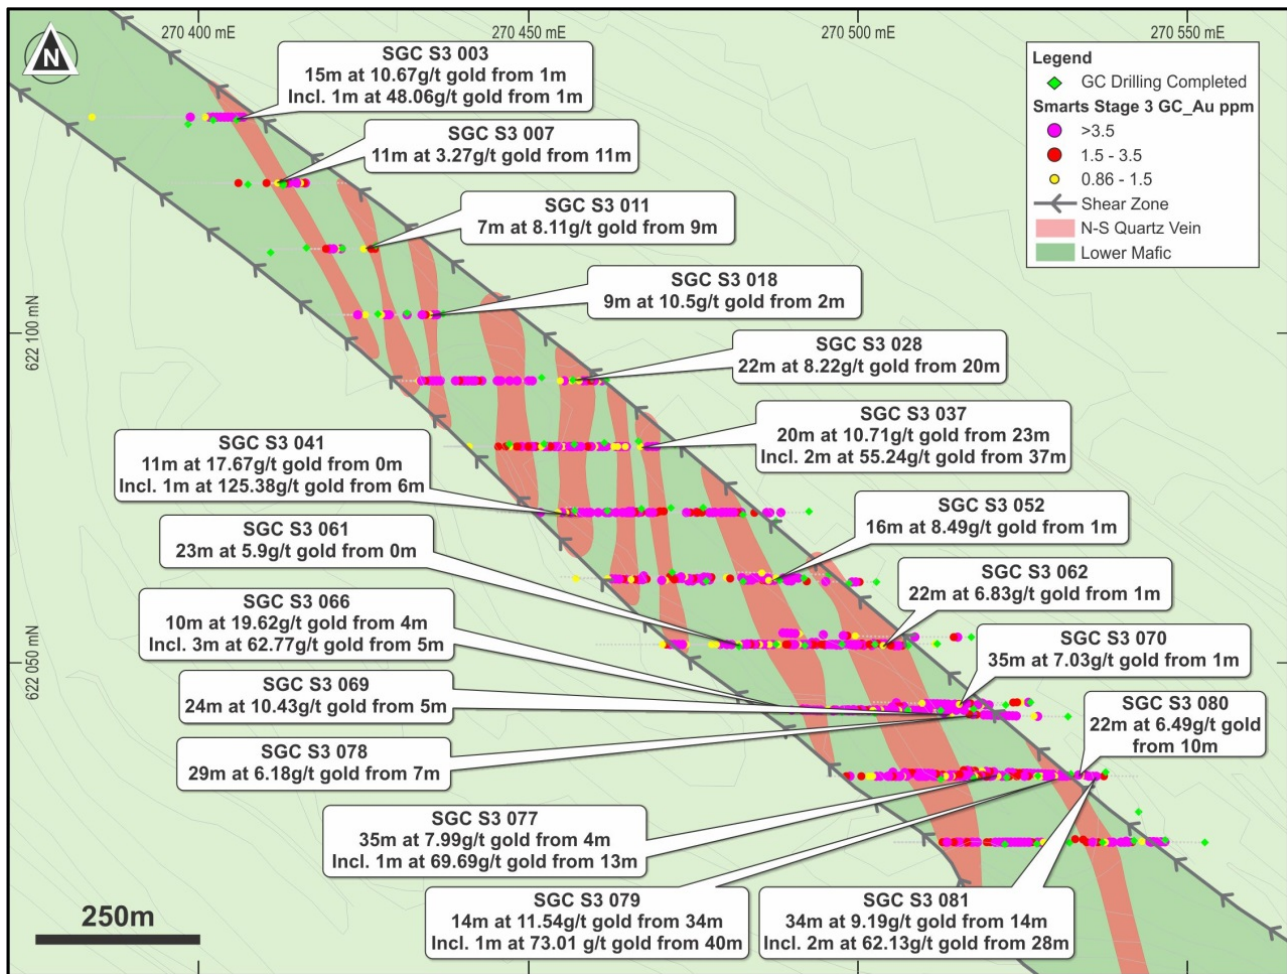 270 400 mE
270 450 mE
270 500 mE
270 550 mE
N
SGC S3 003
15m at 10.67g/t gold from 1m
Incl. 1m at 48.06g/t gold from 1m
Legend
GC Drilling Completed
Smarts Stage 3 GC_Au ppm
>3.5
1.5 - 3.5
0.86 - 1.5
Shear Zone
N-S Quartz Vein
Lower Mafic
SGC S3 007
11m at 3.27g/t gold from 11m
SGC S3 011
7m at 8.11g/t gold from 9m
SGC S3 018
9m at 10.5g/t gold from 2m
622 100 mN
SGC S3 028
22m at 8.22g/t gold from 20m
SGC S3 037
20m at 10.71g/t gold from 23m
Incl. 2m at 55.24g/t gold from 37m
SGC S3 041
11m at 17.67g/t gold from 0m
Incl. 1m at 125.38g/t gold from 6m
SGC S3 052
16m at 8.49g/t gold from 1m
SGC S3 061
23m at 5.9g/t gold from 0m
SGC S3 062
22m at 6.83g/t gold from 1m
SGC S3 066
10m at 19.62g/t gold from 4m
Incl. 3m at 62.77g/t gold from 5m
622 050 mN
SGC S3 070
35m at 7.03g/t gold from 1m
SGC S3 069
24m at 10.43g/t gold from 5m
SGC S3 080
22m at 6.49g/t gold
from 10m
SGC S3 078
29m at 6.18g/t gold from 7m
SGC S3 077
35m at 7.99g/t gold from 4m
Incl. 1m at 69.69g/t gold from 13m
SGC S3 079
14m at 11.54g/t gold from 34m
Incl. 1m at 73.01 g/t gold from 40m
SGC S3 081
34m at 9.19g/t gold from 14m
Incl. 2m at 62.13g/t gold from 28m
250m